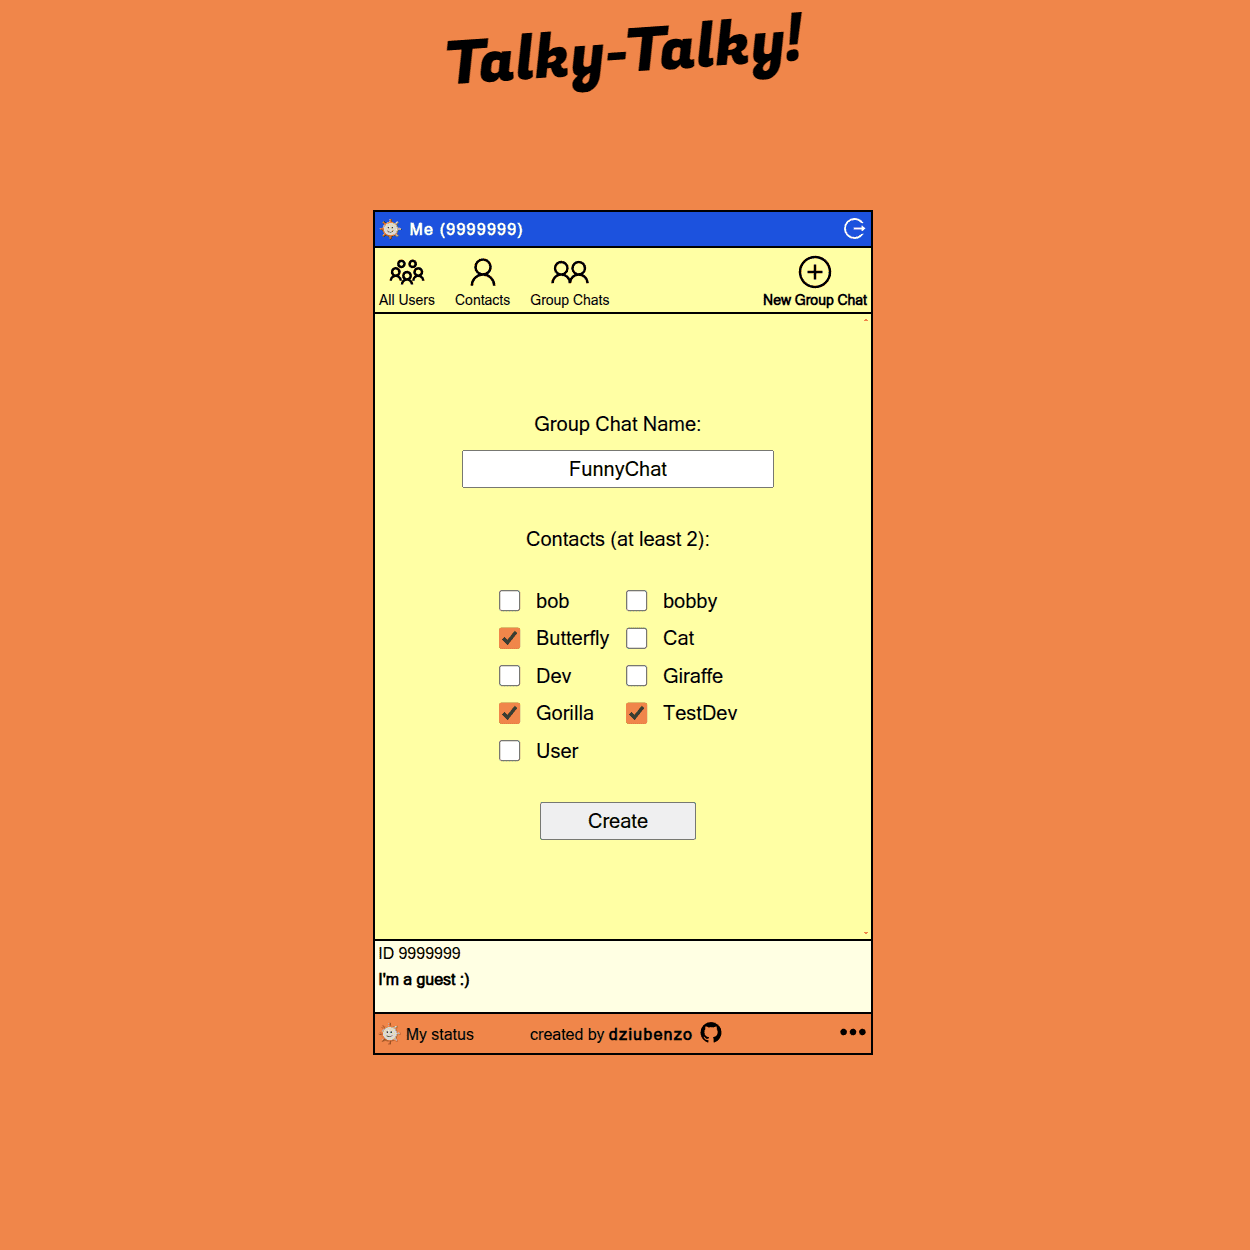 Talky-Talky!
Me (9999999)
All Users Contacts Group Chats New Group Chat
Group Chat Name:
FunnyChat
Contacts (at least 2):
bob bobby
Butterfly Cat
Dev Giraffe
Gorilla TestDev
User
Create
ID 9999999
I'm a guest :)
My status created by dziubenzo